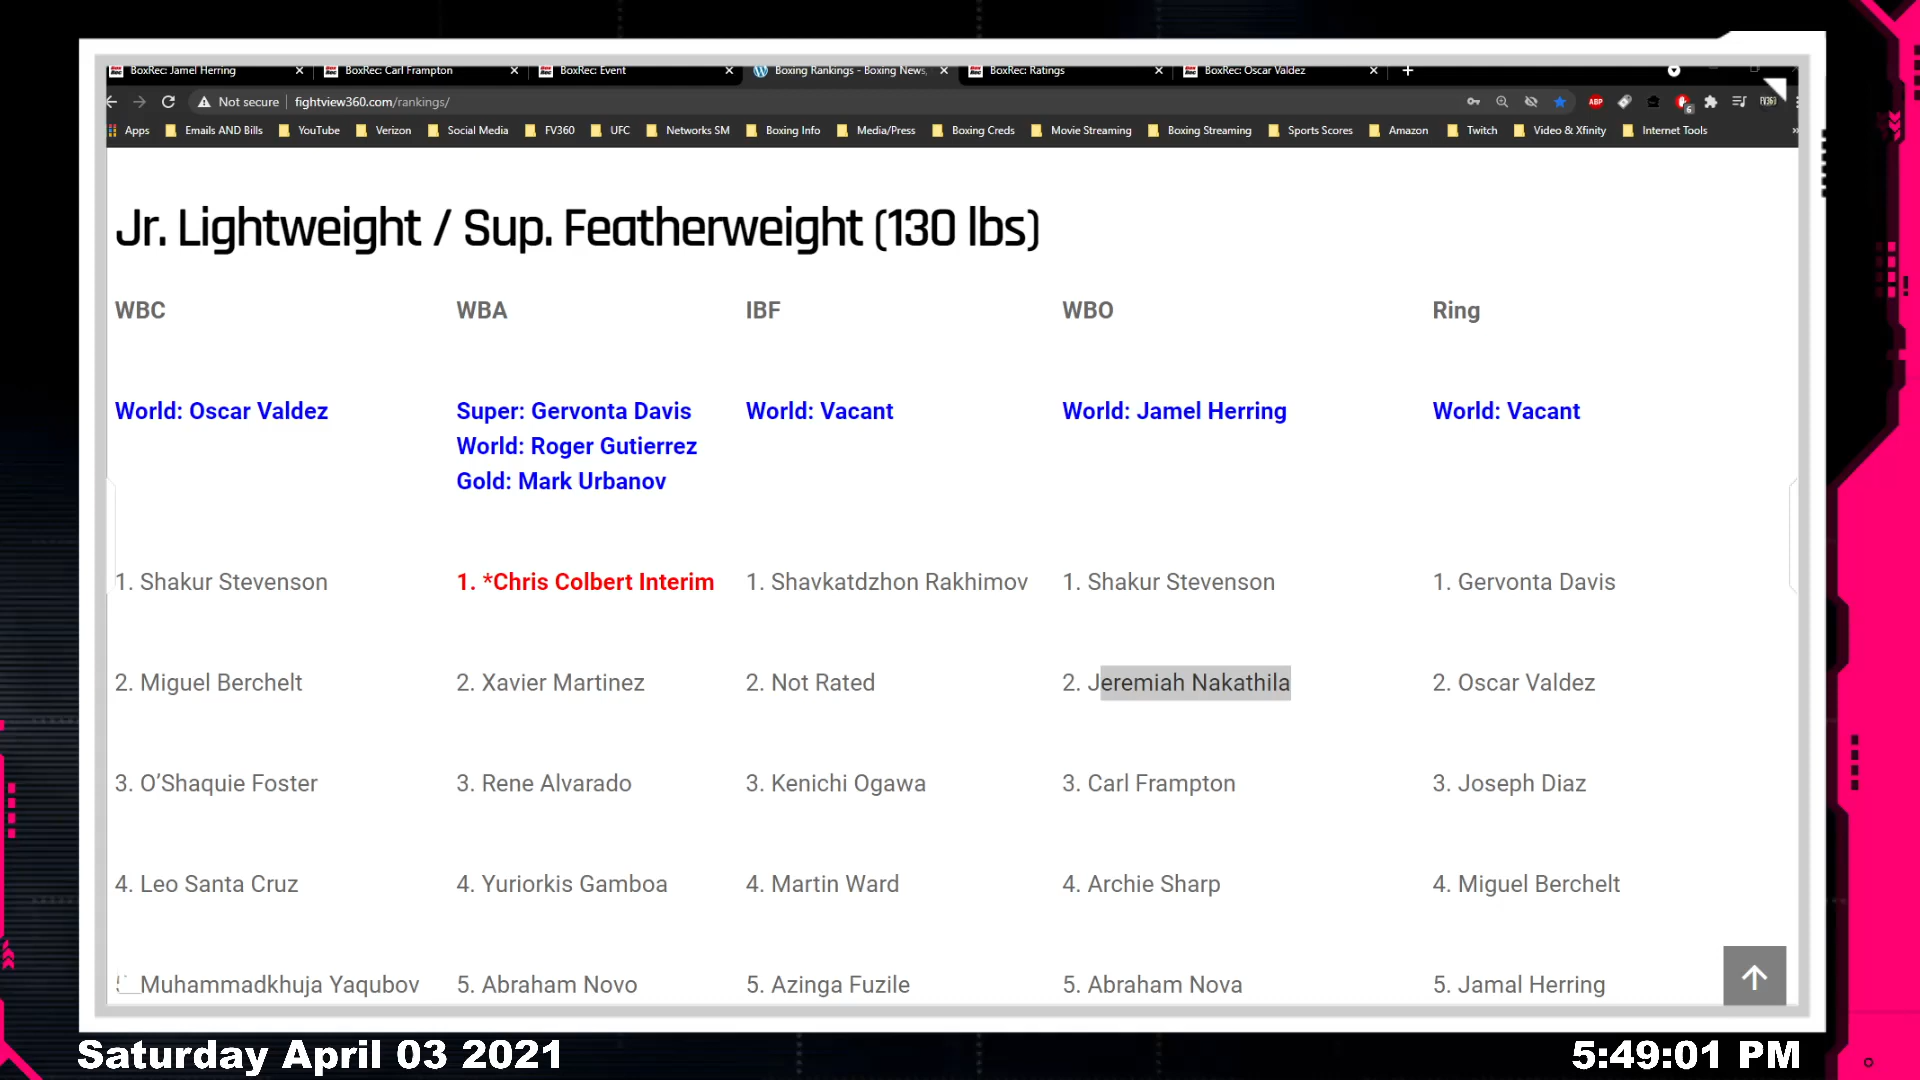 BoxRec: Jamel Herring
BoxRec: Carl Frampton
BoxRec: Event
Boxing Rankings - Boxing News,
BoxRec: Ratings
BoxRec: Oscar Valdez
Not secure fightview360.com/rankings/
ABP
6
FV360
Apps Emails AND Bills YouTube Verizon Social Media FV360 UFC Networks SM Boxing Info Media/Press Boxing Creds Movie Streaming Boxing Streaming Sports Scores Amazon Twitch Video & Xfinity Internet Tools »
Jr. Lightweight / Sup. Featherweight (130 lbs)
WBC WBA IBF WBO Ring
World: Oscar Valdez Super: Gervonta Davis World: Vacant World: Jamel Herring World: Vacant
World: Roger Gutierrez
Gold: Mark Urbanov
1. Shakur Stevenson 1. *Chris Colbert Interim 1. Shavkatdzhon Rakhimov 1. Shakur Stevenson 1. Gervonta Davis
2. Miguel Berchelt 2. Xavier Martinez 2. Not Rated 2. Jeremiah Nakathila 2. Oscar Valdez
3. O’Shaquie Foster 3. Rene Alvarado 3. Kenichi Ogawa 3. Carl Frampton 3. Joseph Diaz
4. Leo Santa Cruz 4. Yuriorkis Gamboa 4. Martin Ward 4. Archie Sharp 4. Miguel Berchelt
Muhammadkhuja Yaqubov 5. Abraham Novo 5. Azinga Fuzile 5. Abraham Nova 5. Jamal Herring
Saturday April 03 2021 5:49:01 PM